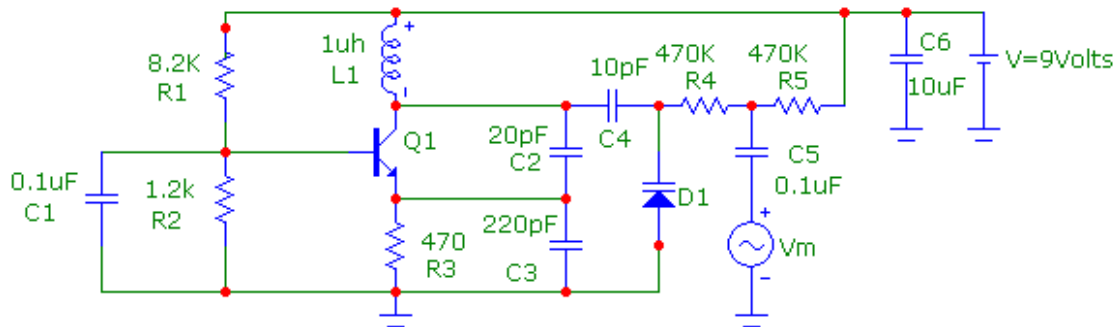 8.2K
R1
1uh
L1
10pF
C4
470K
R4
470K
R5
C6
10uF
V=9Volts
0.1uF
C1
1.2k
R2
Q1
20pF
C2
470
R3
220pF
C3
D1
C5
0.1uF
+
Vm
-
+
-